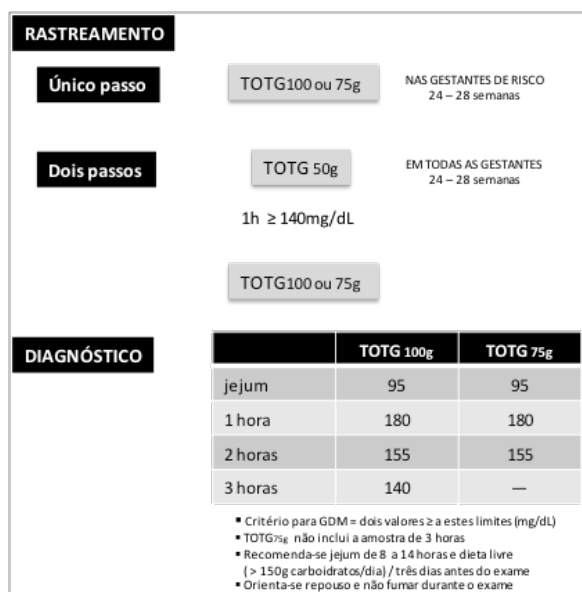 RASTREAMENTO
Único passo
TOTG100 ou 75g
NAS GESTANTES DE RISCO
24 – 28 semanas
Dois passos
TOTG 50g
EM TODAS AS GESTANTES
24 – 28 semanas
1h ≥ 140mg/dL
TOTG100 ou 75g
DIAGNÓSTICO
TOTG 100g TOTG 75g
jejum 95 95
1 hora 180 180
2 horas 155 155
3 horas 140 —
▪ Critério para GDM = dois valores ≥ a estes limites (mg/dL)
▪ TOTG75g não inclui a amostra de 3 horas
▪ Recomenda-se jejum de 8 a 14 horas e dieta livre
( > 150g carboidratos/dia) / três dias antes do exame
▪ Orienta-se repouso e não fumar durante o exame